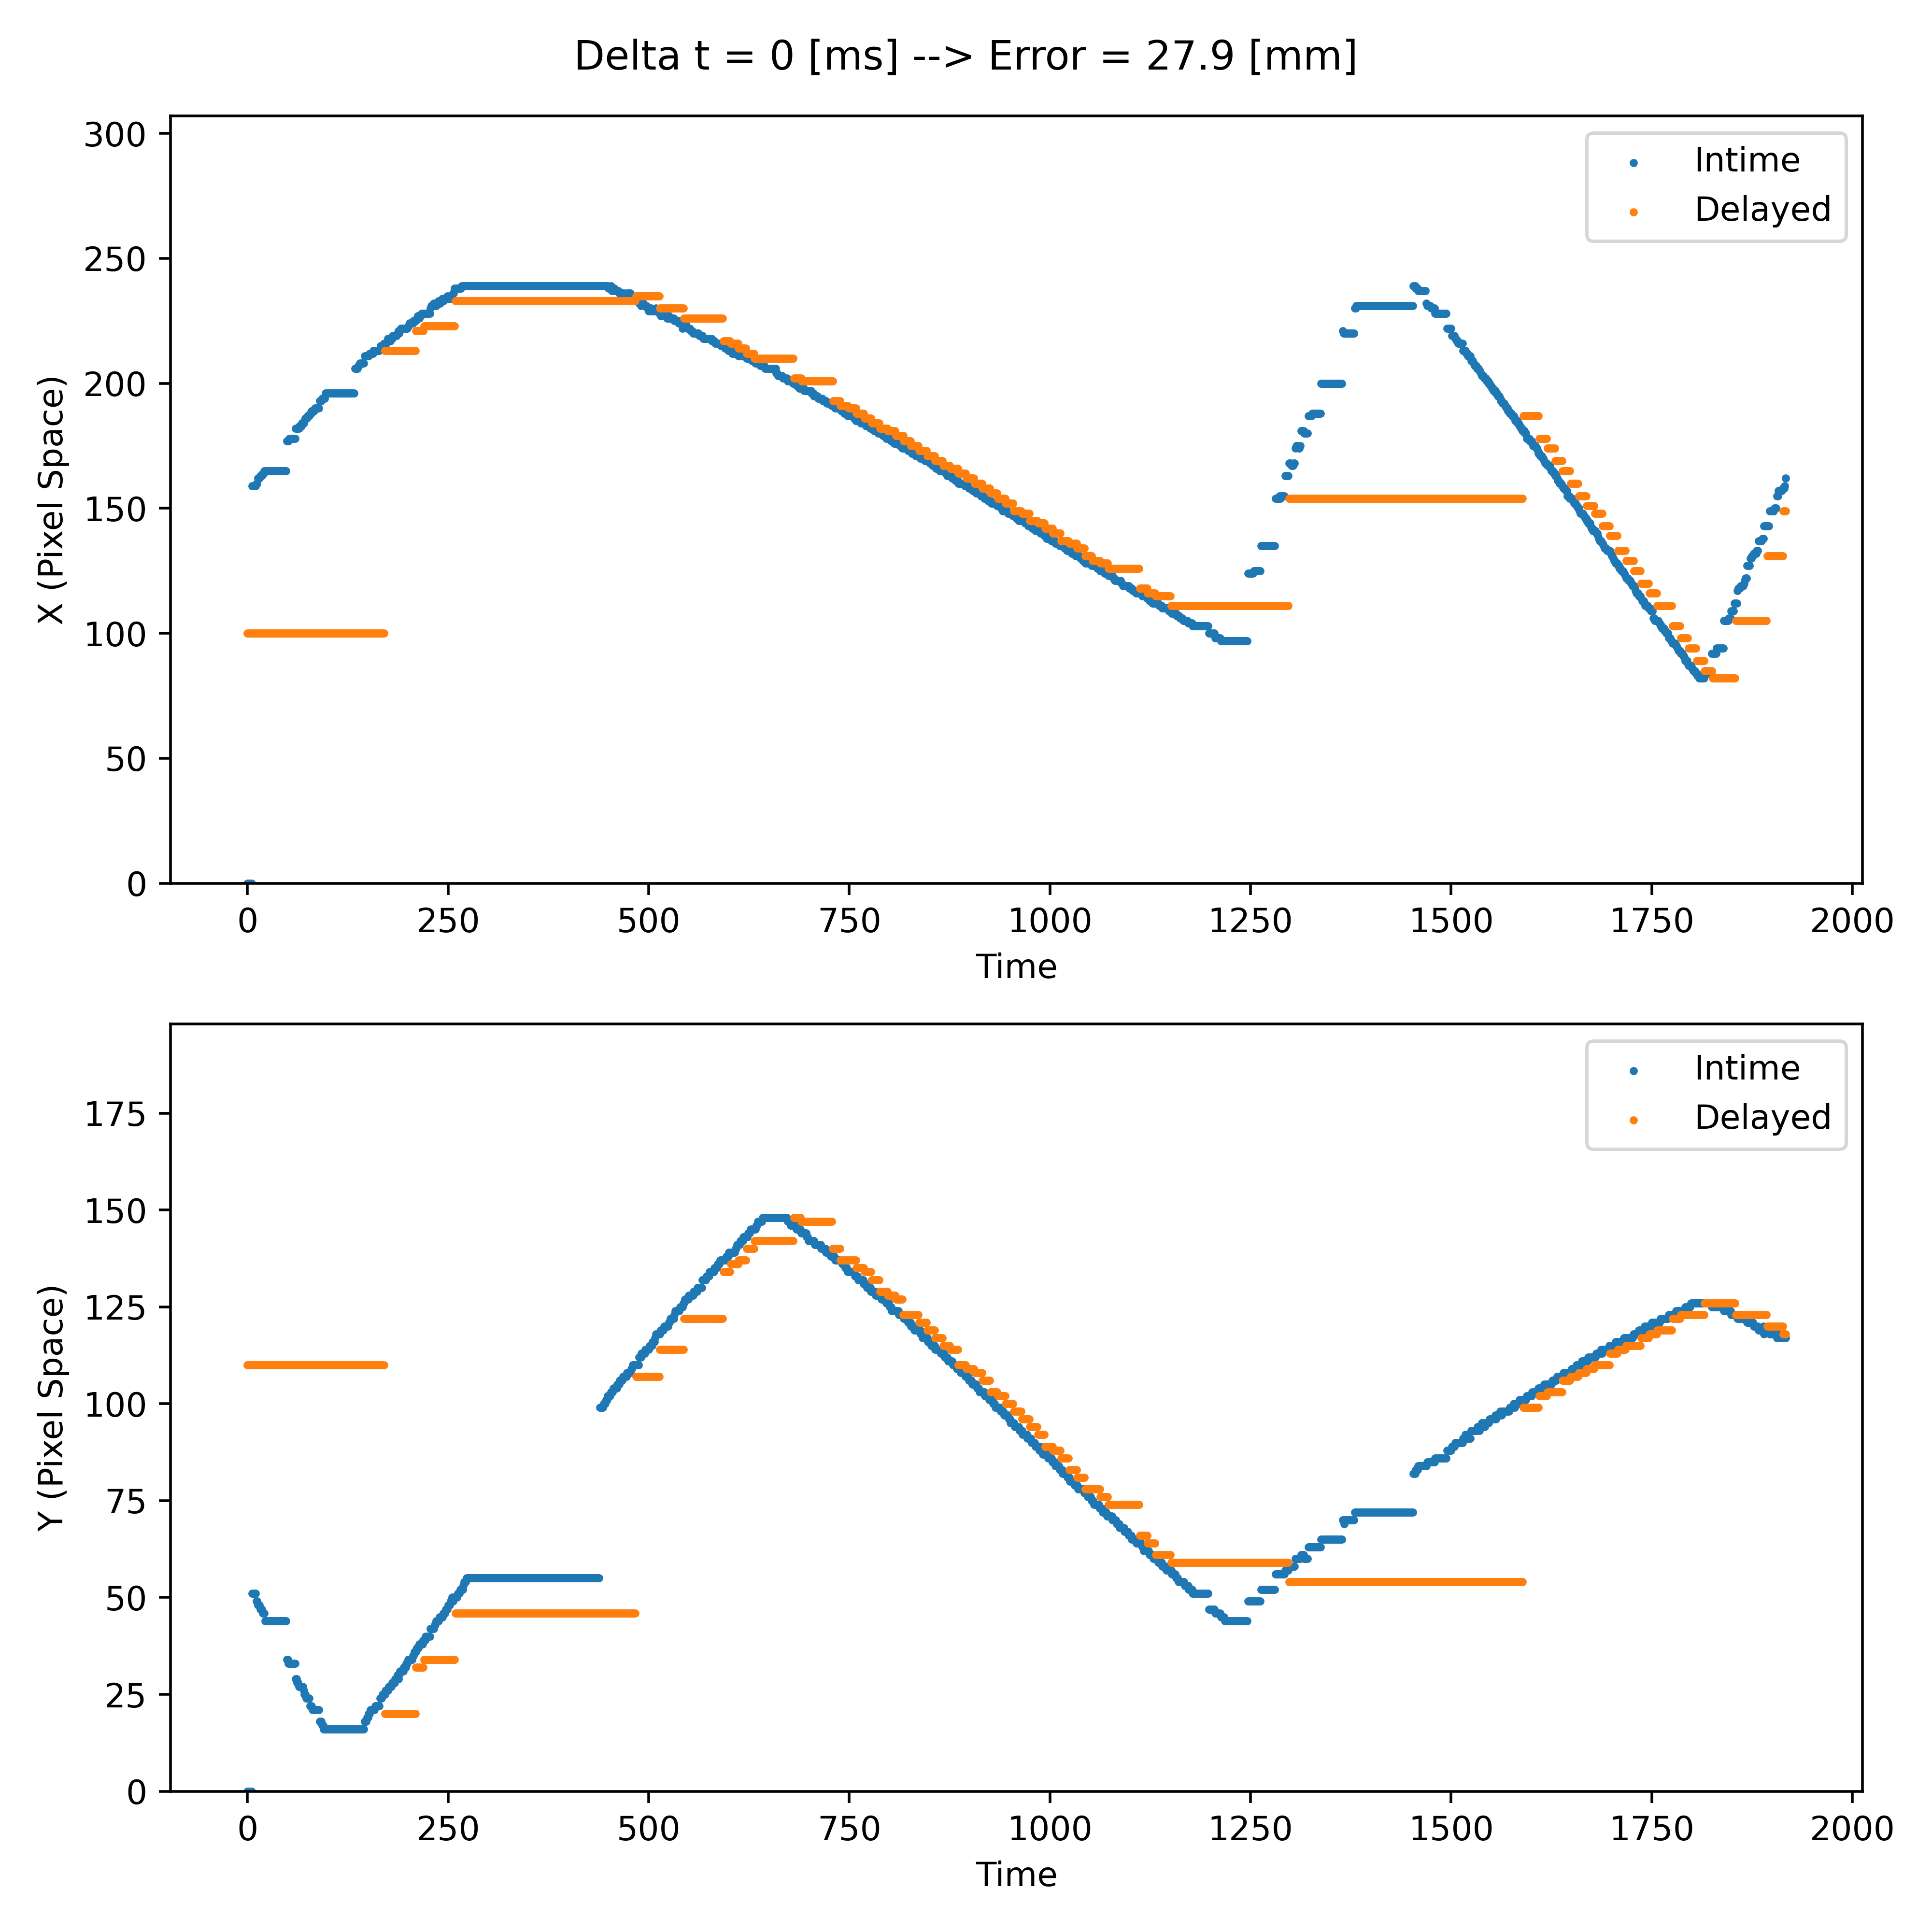 Delta t = 0 [ms] --> Error = 27.9 [mm]
300
250
200
150
100
50
0
X (Pixel Space)
Intime
Delayed
0 250 500 750 1000 1250 1500 1750 2000
Time
175
150
125
100
75
50
25
0
Y (Pixel Space)
Intime
Delayed
0 250 500 750 1000 1250 1500 1750 2000
Time